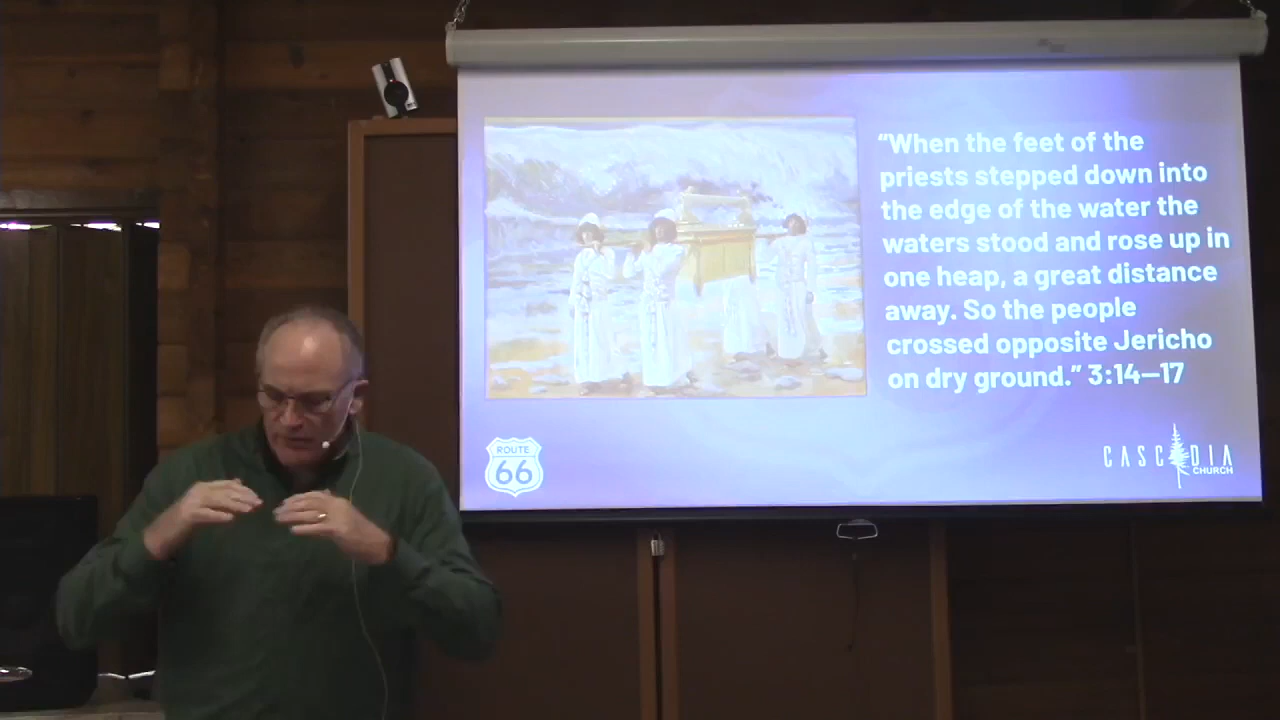 “When the feet of the
priests stepped down into
the edge of the water the
waters stood and rose up in
one heap, a great distance
away. So the people
crossed opposite Jericho
on dry ground.” 3:14–17
ROUTE
66
CASCADIA
CHURCH